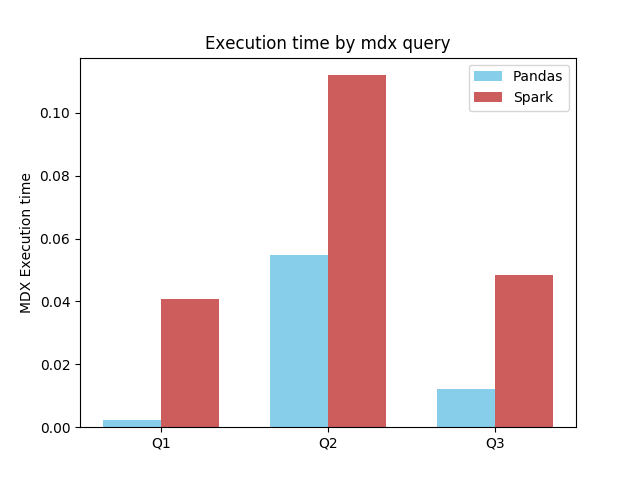 Execution time by mdx query
Pandas
Spark
MDX Execution time
0.10
0.08
0.06
0.04
0.02
0.00
Q1 Q2 Q3